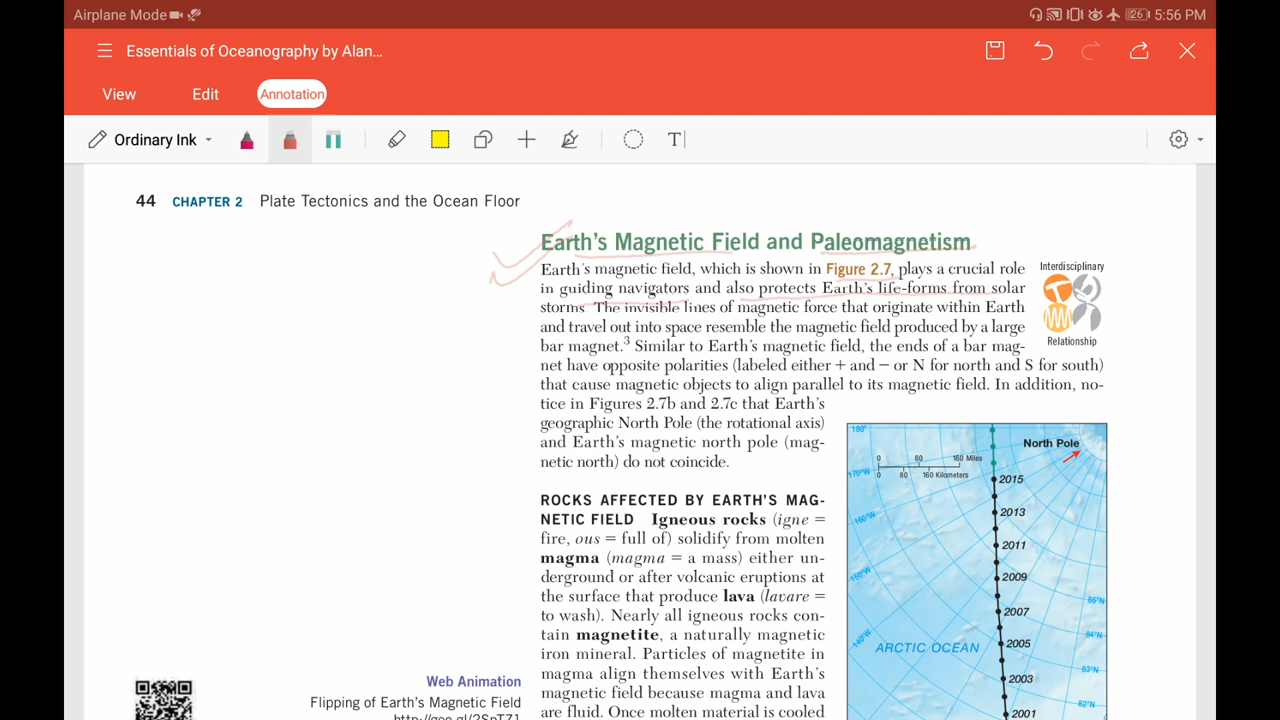 Airplane Mode
26 5:56 PM
Essentials of Oceanography by Alan...
View Edit Annotation
Ordinary Ink
T
44 CHAPTER 2 Plate Tectonics and the Ocean Floor
Earth's Magnetic Field and Paleomagnetism
Earth's magnetic field, which is shown in Figure 2.7, plays a crucial role
in guiding navigators and also protects Earth's life-forms from solar
storms. The invisible lines of magnetic force that originate within Earth
and travel out into space resemble the magnetic field produced by a large
bar magnet.³ Similar to Earth's magnetic field, the ends of a bar mag-
net have opposite polarities (labeled either + and − or N for north and S for south)
that cause magnetic objects to align parallel to its magnetic field. In addition, no-
tice in Figures 2.7b and 2.7c that Earth's
geographic North Pole (the rotational axis)
and Earth's magnetic north pole (mag-
netic north) do not coincide.
Interdisciplinary
Relationship
ROCKS AFFECTED BY EARTH'S MAG-
NETIC FIELD Igneous rocks (igne =
fire, ous = full of) solidify from molten
magma (magma = a mass) either un-
derground or after volcanic eruptions at
the surface that produce lava (lavare =
to wash). Nearly all igneous rocks con-
tain magnetite, a naturally magnetic
iron mineral. Particles of magnetite in
magma align themselves with Earth's
magnetic field because magma and lava
are fluid. Once molten material is cooled
180°
North Pole
0 80 160 Miles
0 80 160 Kilometers
170°W
2015
2013
160°W
2011
2009
2007
2005
ARCTIC OCEAN
140°W
84°N
83°N
2003
82°N
2001
Web Animation
Flipping of Earth's Magnetic Field
http://goo.gl/2SnTZ1